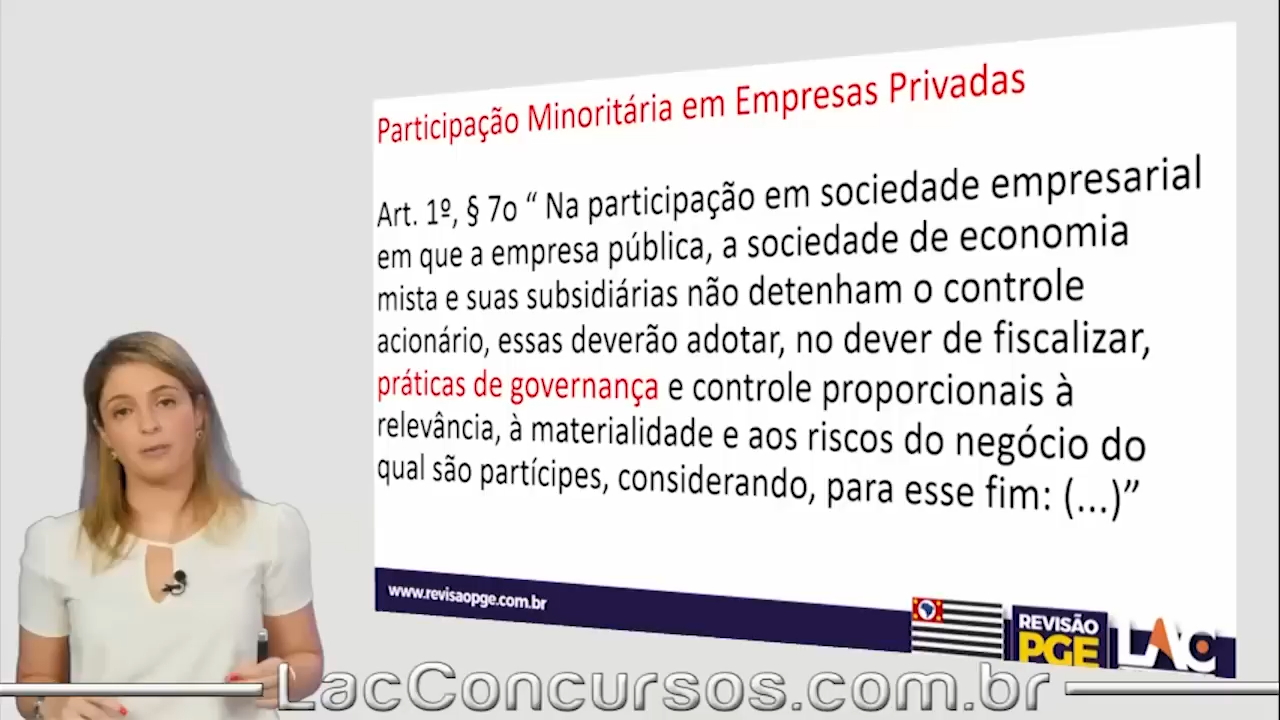 Participação Minoritária em Empresas Privadas
Art. 1º, § 7o “ Na participação em sociedade empresarial
em que a empresa pública, a sociedade de economia
mista e suas subsidiárias não detenham o controle
acionário, essas deverão adotar, no dever de fiscalizar,
práticas de governança e controle proporcionais à
relevância, à materialidade e aos riscos do negócio do
qual são partícipes, considerando, para esse fim: (...)”
www.revisaopge.com.br
REVISÃO
PGE
LAC
LacConcursos.com.br